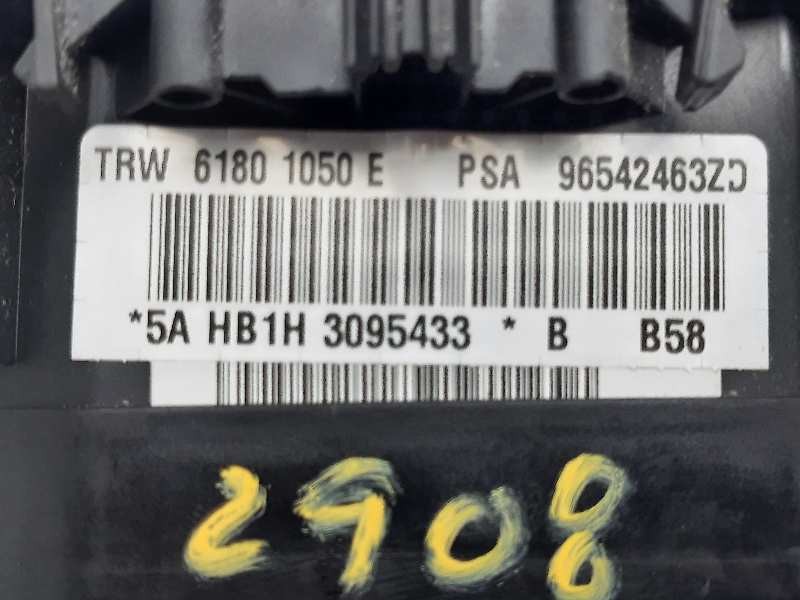 TRW 6180 1050 E PSA 96542463ZD
*5A HB1H 3095433 * B B58
2908